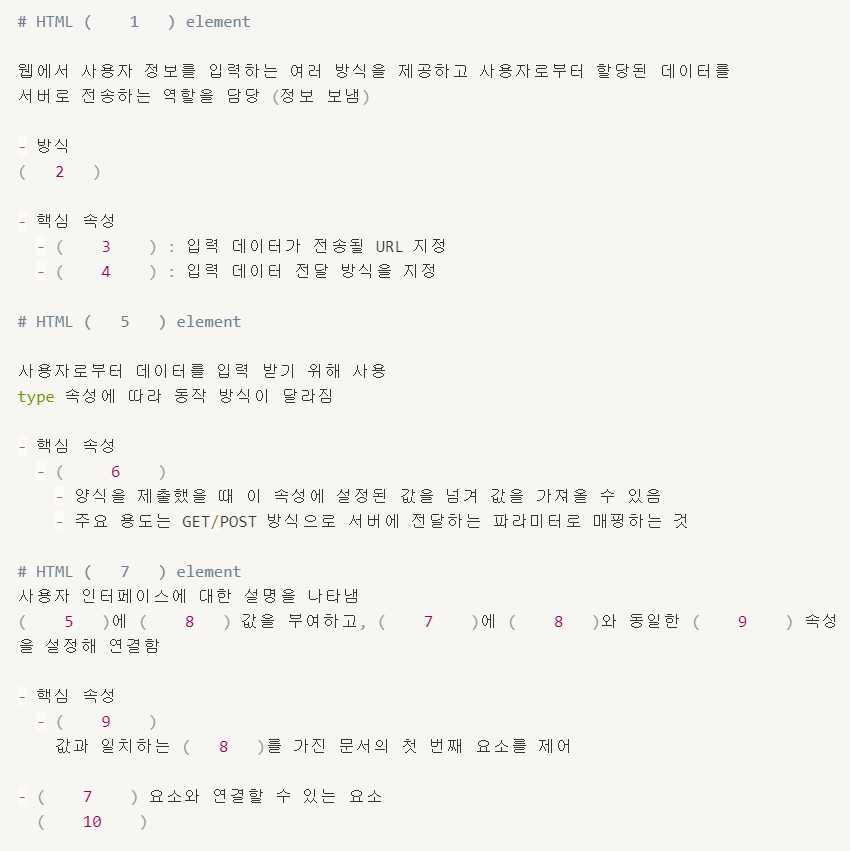 # HTML ( 1 ) element
웹에서 사용자 정보를 입력하는 여러 방식을 제공하고 사용자로부터 할당된 데이터를
서버로 전송하는 역할을 담당 (정보 보냄)
- 방식
( 2 )
- 핵심 속성
- ( 3 ) : 입력 데이터가 전송될 URL 지정
- ( 4 ) : 입력 데이터 전달 방식을 지정
# HTML ( 5 ) element
사용자로부터 데이터를 입력 받기 위해 사용
type 속성에 따라 동작 방식이 달라짐
- 핵심 속성
- ( 6 )
- 양식을 제출했을 때 이 속성에 설정된 값을 넘겨 값을 가져올 수 있음
- 주요 용도는 GET/POST 방식으로 서버에 전달하는 파라미터로 매핑하는 것
# HTML ( 7 ) element
사용자 인터페이스에 대한 설명을 나타냄
( 5 )에 ( 8 ) 값을 부여하고, ( 7 )에 ( 8 )와 동일한 ( 9 ) 속성
을 설정해 연결함
- 핵심 속성
- ( 9 )
값과 일치하는 ( 8 )를 가진 문서의 첫 번째 요소를 제어
- ( 7 ) 요소와 연결할 수 있는 요소
( 10 )